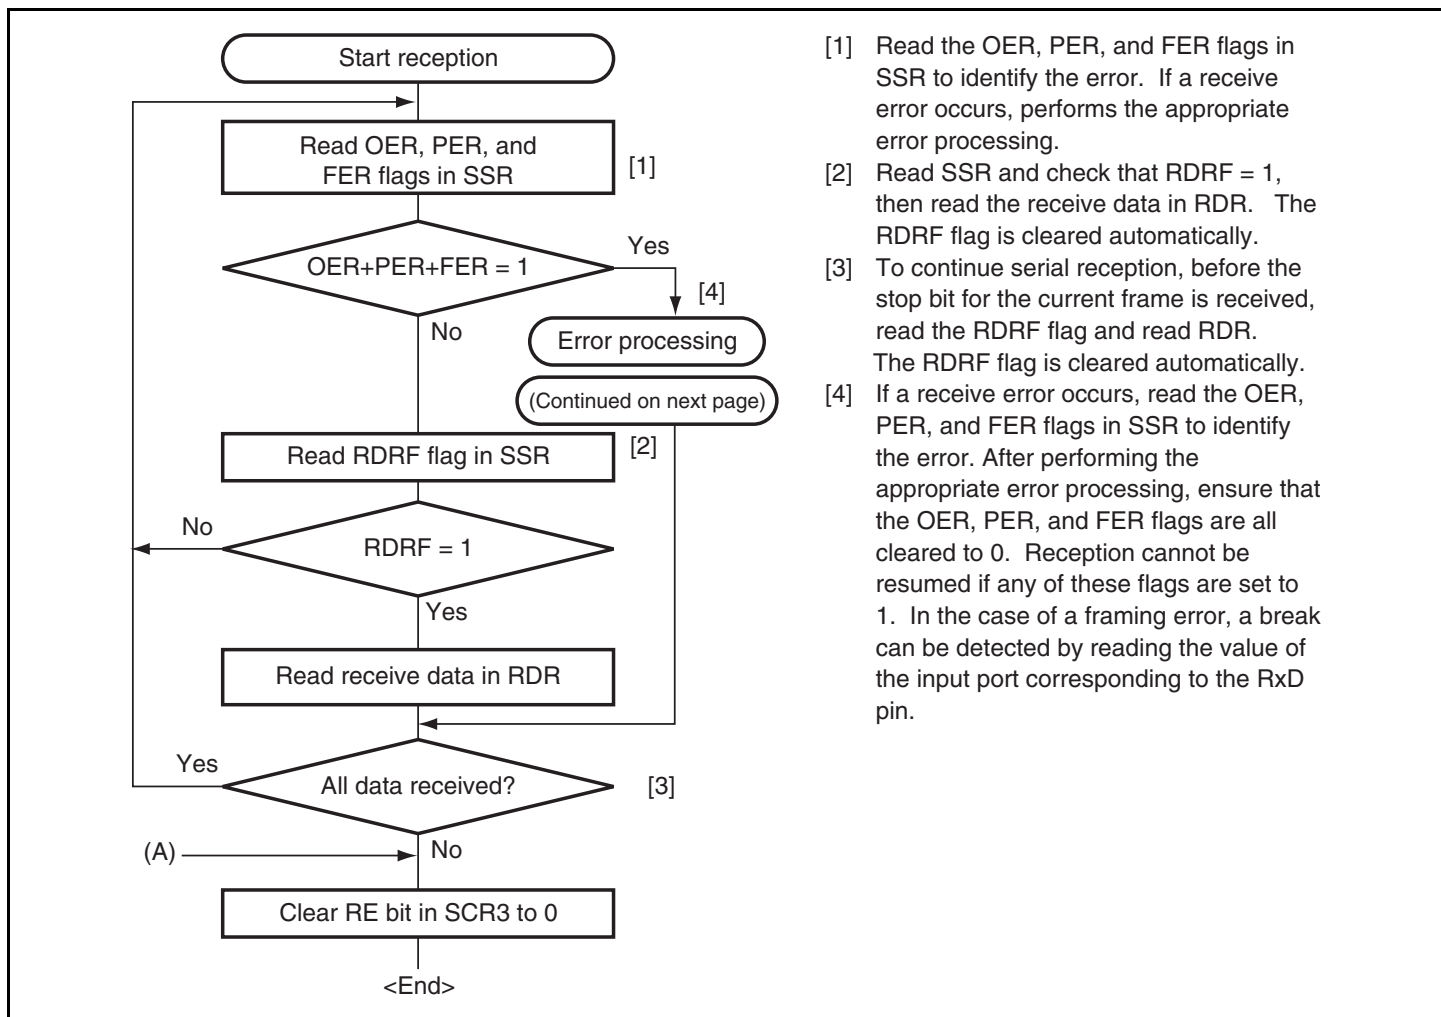 Start reception
Read OER, PER, and
FER flags in SSR
[1]
OER+PER+FER = 1
Yes
[4]
No
Error processing
(Continued on next page)
Read RDRF flag in SSR
[2]
No
RDRF = 1
Yes
Read receive data in RDR
Yes
All data received?
[3]
(A)
No
Clear RE bit in SCR3 to 0
<End>
[1] Read the OER, PER, and FER flags in
SSR to identify the error. If a receive
error occurs, performs the appropriate
error processing.
[2] Read SSR and check that RDRF = 1,
then read the receive data in RDR. The
RDRF flag is cleared automatically.
[3] To continue serial reception, before the
stop bit for the current frame is received,
read the RDRF flag and read RDR.
The RDRF flag is cleared automatically.
[4] If a receive error occurs, read the OER,
PER, and FER flags in SSR to identify
the error. After performing the
appropriate error processing, ensure that
the OER, PER, and FER flags are all
cleared to 0. Reception cannot be
resumed if any of these flags are set to
1. In the case of a framing error, a break
can be detected by reading the value of
the input port corresponding to the RxD
pin.